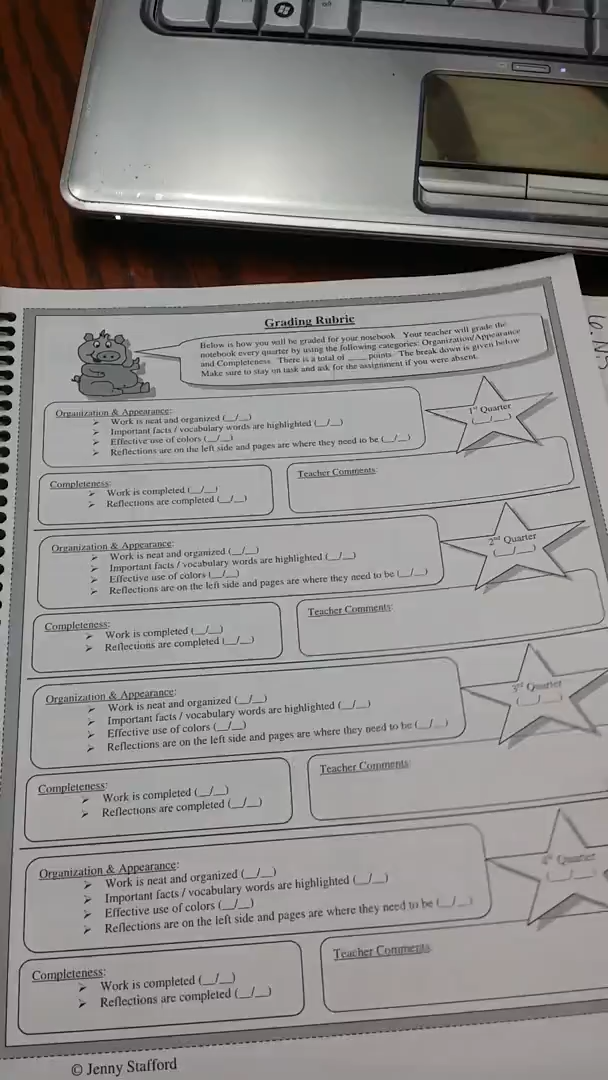 Grading Rubric
Below is how you will be graded for your notebook. Your teacher will grade the
notebook every quarter by using the following categories: Organization/Appearance
and Completeness. There is a total of ____ points. The break down is given below
Make sure to stay on task and ask for the assignment if you were absent.
Organization & Appearance:
➢ Work is neat and organized (__/__)
➢ Important facts / vocabulary words are highlighted (__/__)
➢ Effective use of colors (__/__)
➢ Reflections are on the left side and pages are where they need to be (__/__)
1st Quarter
(__/__)
Completeness:
➢ Work is completed (__/__)
➢ Reflections are completed (__/__)
Teacher Comments:
Organization & Appearance:
➢ Work is neat and organized (__/__)
➢ Important facts / vocabulary words are highlighted (__/__)
➢ Effective use of colors (__/__)
➢ Reflections are on the left side and pages are where they need to be (__/__)
2nd Quarter
(__/__)
Completeness:
➢ Work is completed (__/__)
➢ Reflections are completed (__/__)
Teacher Comments:
Organization & Appearance:
➢ Work is neat and organized (__/__)
➢ Important facts / vocabulary words are highlighted (__/__)
➢ Effective use of colors (__/__)
➢ Reflections are on the left side and pages are where they need to be (__/__)
3rd Quarter
(__/__)
Completeness:
➢ Work is completed (__/__)
➢ Reflections are completed (__/__)
Teacher Comments:
Organization & Appearance:
➢ Work is neat and organized (__/__)
➢ Important facts / vocabulary words are highlighted (__/__)
➢ Effective use of colors (__/__)
➢ Reflections are on the left side and pages are where they need to be (__/__)
4th Quarter
(__/__)
Completeness:
➢ Work is completed (__/__)
➢ Reflections are completed (__/__)
Teacher Comments:
© Jenny Stafford